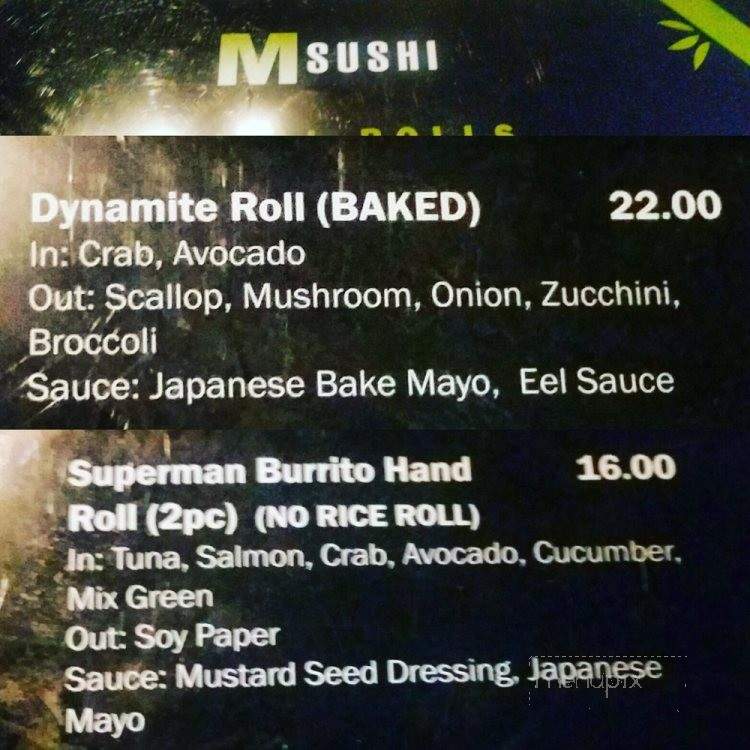 M SUSHI
ROLLS
Dynamite Roll (BAKED) 22.00
In: Crab, Avocado
Out: Scallop, Mushroom, Onion, Zucchini,
Broccoli
Sauce: Japanese Bake Mayo, Eel Sauce
Superman Burrito Hand 16.00
Roll (2pc) (NO RICE ROLL)
In: Tuna, Salmon, Crab, Avocado, Cucumber,
Mix Green
Out: Soy Paper
Sauce: Mustard Seed Dressing, Japanese
menupix
Mayo